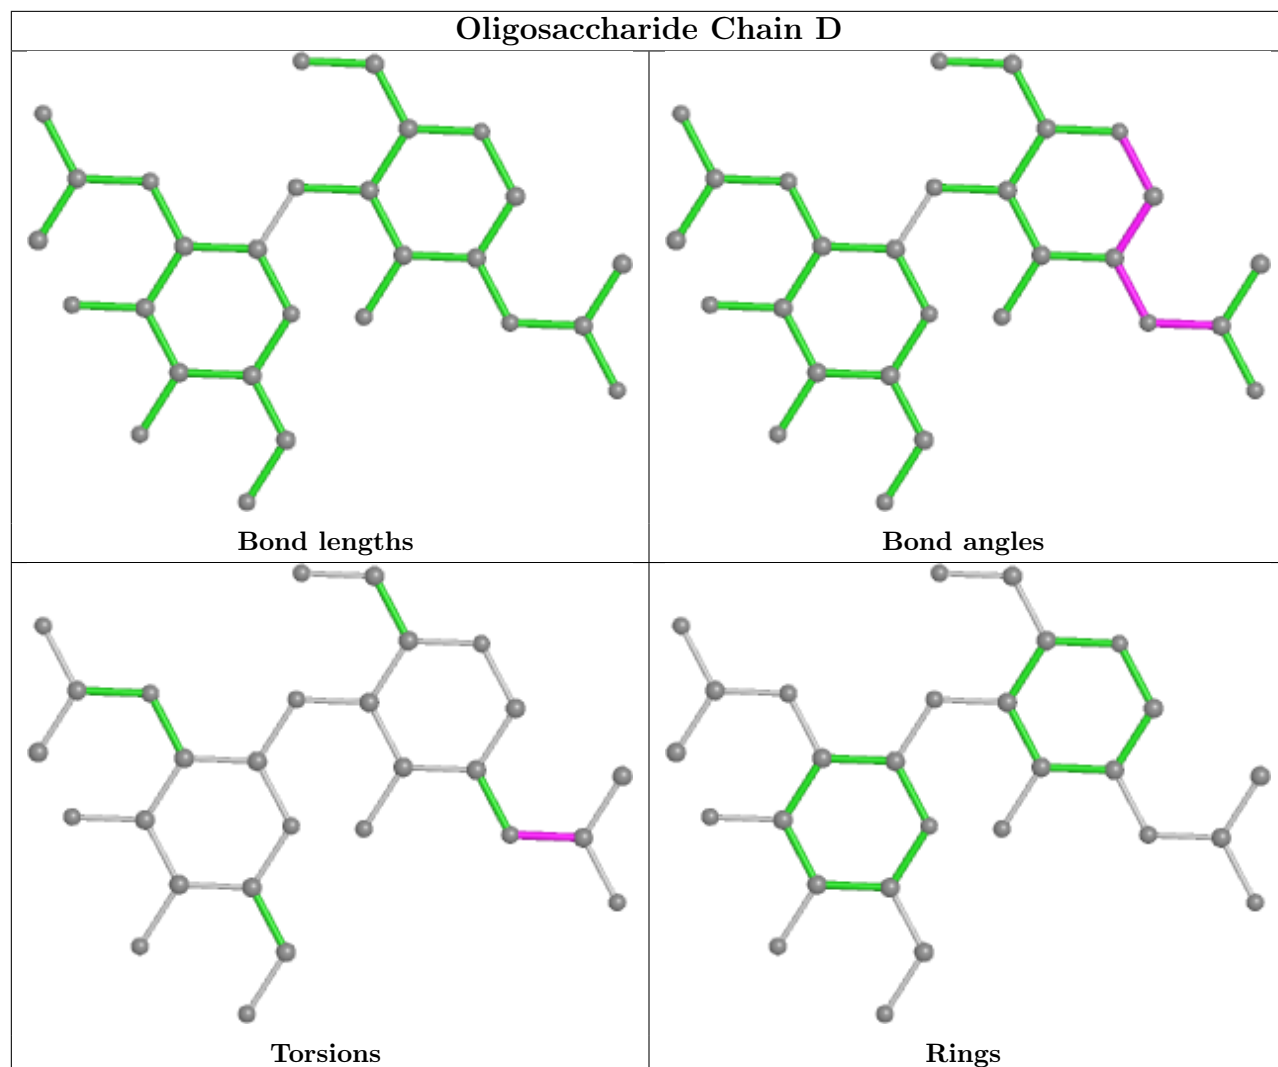 Oligosaccharide Chain D
Bond lengths
Bond angles
Torsions
Rings